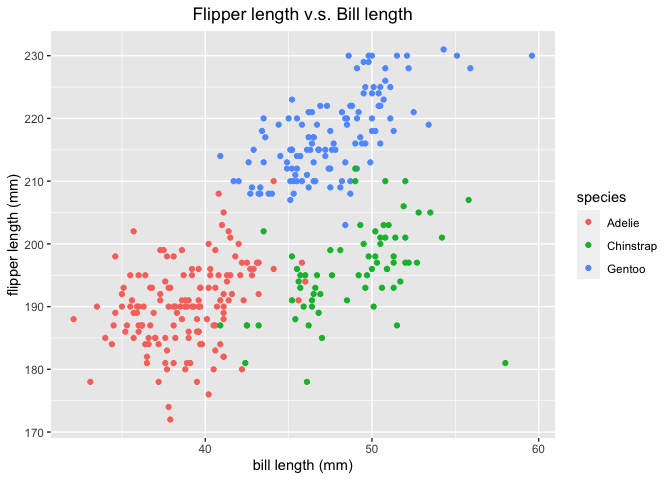 Flipper length v.s. Bill length
flipper length (mm)
230
220
210
200
190
180
170
40
50
60
bill length (mm)
species
Adelie
Chinstrap
Gentoo